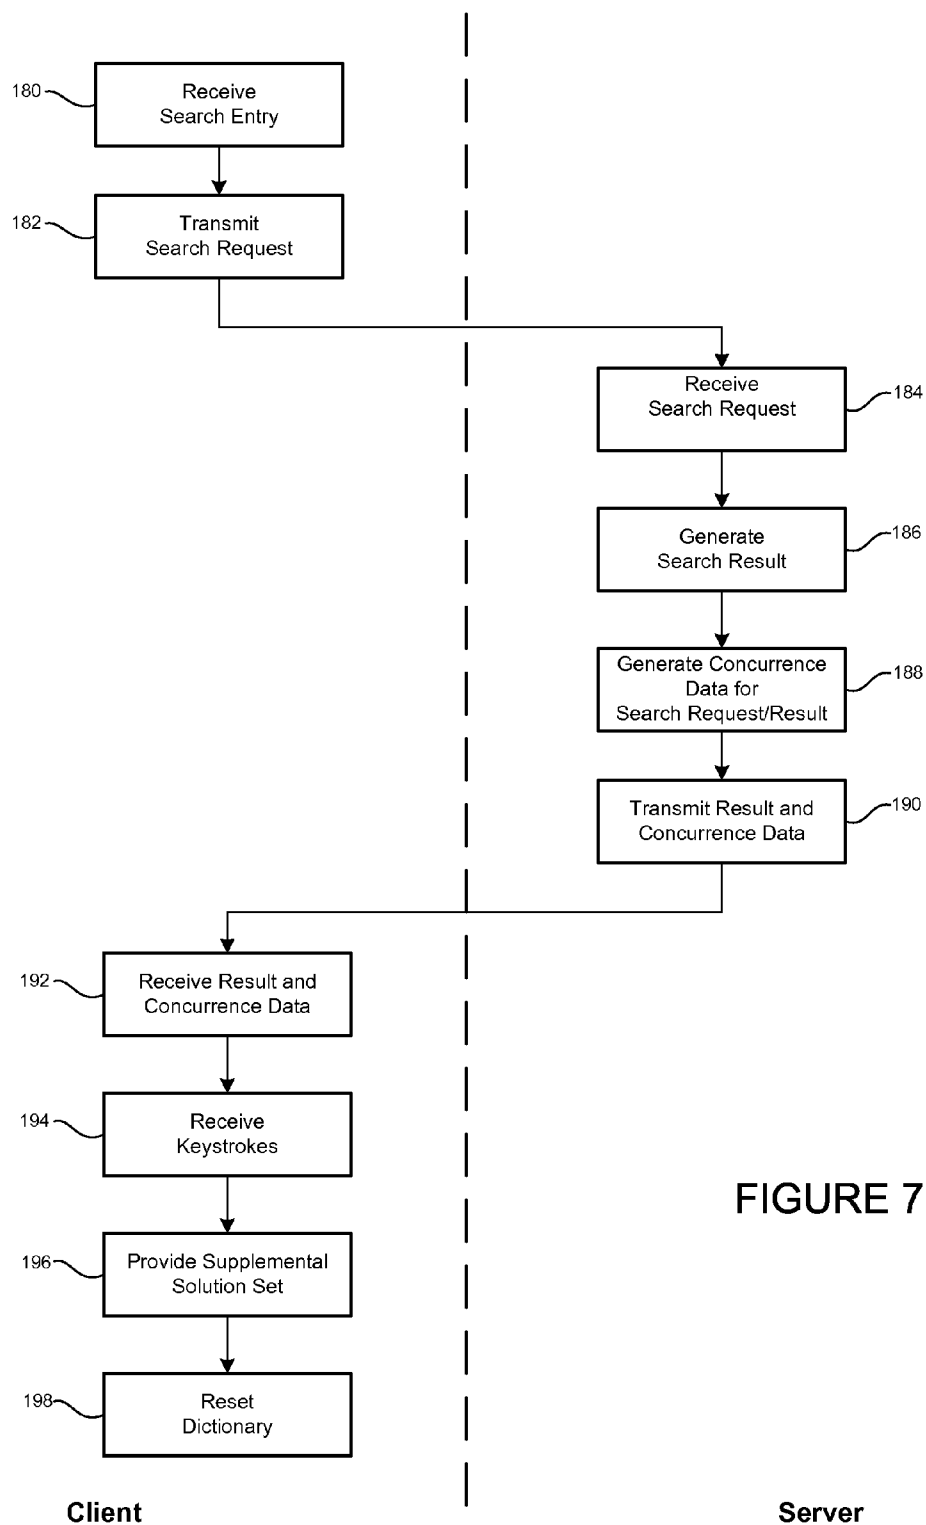 180
Receive
Search Entry
182
Transmit
Search Request
Receive
Search Request
184
Generate
Search Result
186
Generate Concurrence
Data for
Search Request/Result
188
Transmit Result and
Concurrence Data
190
192
Receive Result and
Concurrence Data
194
Receive
Keystrokes
FIGURE 7
196
Provide Supplemental
Solution Set
198
Reset
Dictionary
Client
Server